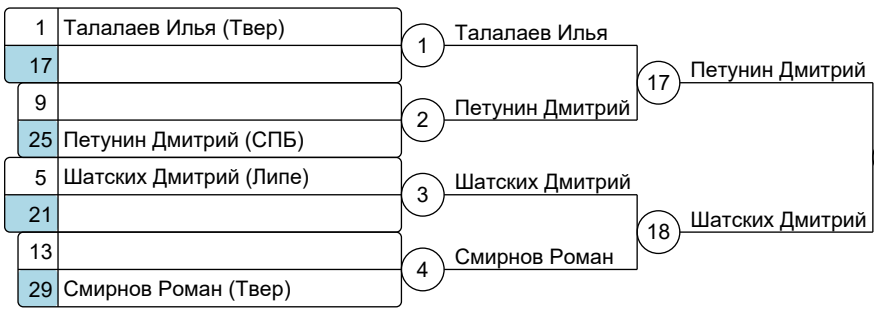 1 Талалаев Илья (Твер)
17
9
25 Петунин Дмитрий (СПБ)
5 Шатских Дмитрий (Липе)
21
13
29 Смирнов Роман (Твер)
1 Талалаев Илья
2 Петунин Дмитрий
3 Шатских Дмитрий
4 Смирнов Роман
17 Петунин Дмитрий
18 Шатских Дмитрий